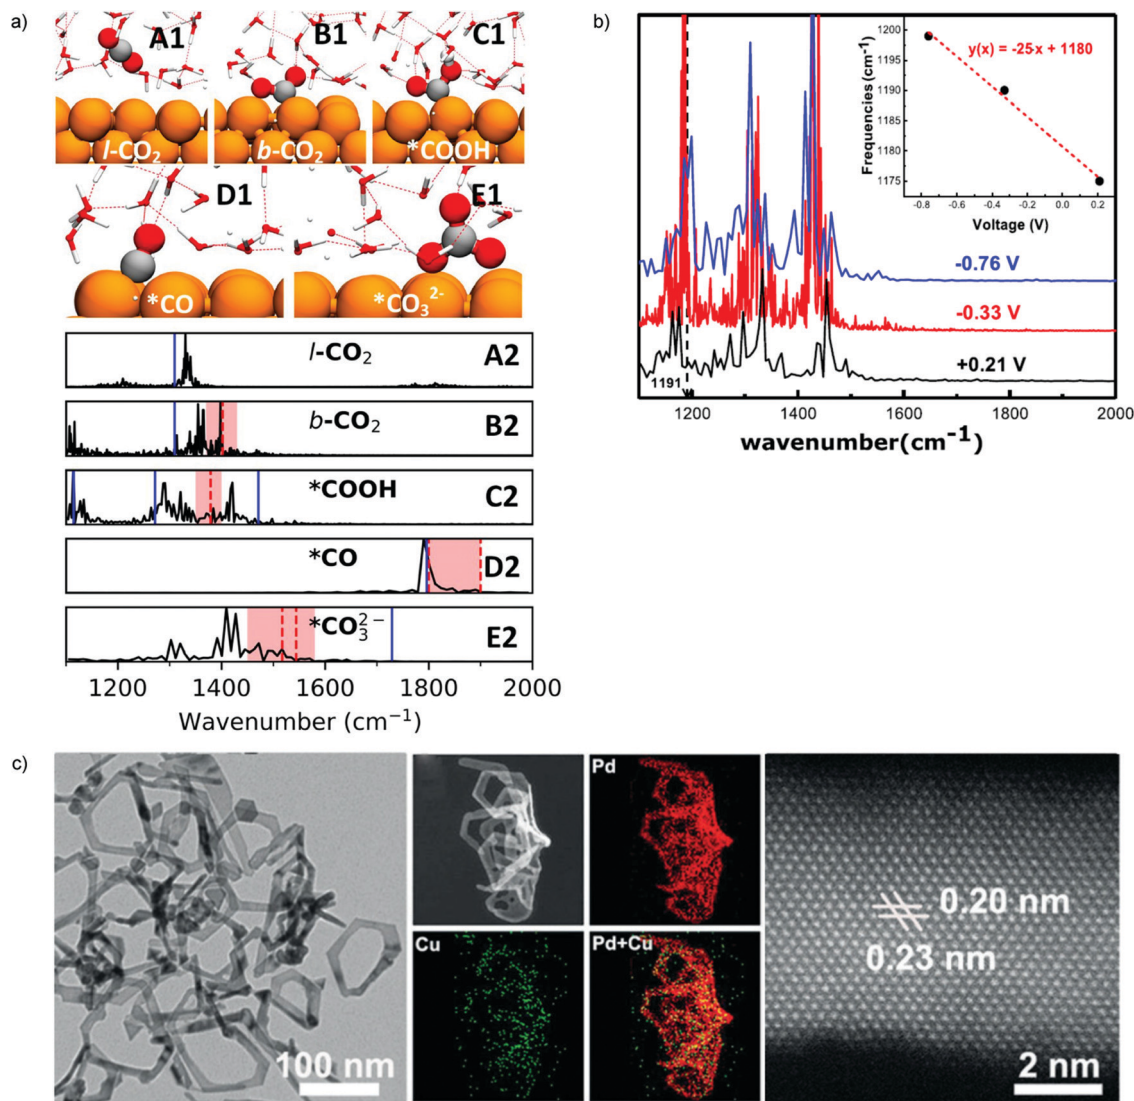 a)
A1
l-CO₂
B1
b-CO₂
C1
*COOH
D1
*CO
E1
*CO₃²⁻
l-CO₂ A2
b-CO₂ B2
*COOH C2
*CO D2
*CO₃²⁻ E2
1200 1400 1600 1800 2000
Wavenumber (cm⁻¹)
b)
1200
1195
1190
1185
1180
1175
Frequencies (cm⁻¹)
y(x) = -25x + 1180
-0.8 -0.6 -0.4 -0.2 0.0 0.2
Voltage (V)
-0.76 V
-0.33 V
+0.21 V
1191
1200 1400 1600 1800 2000
wavenumber(cm⁻¹)
c)
100 nm
Pd
Cu
Pd+Cu
0.20 nm
0.23 nm
2 nm